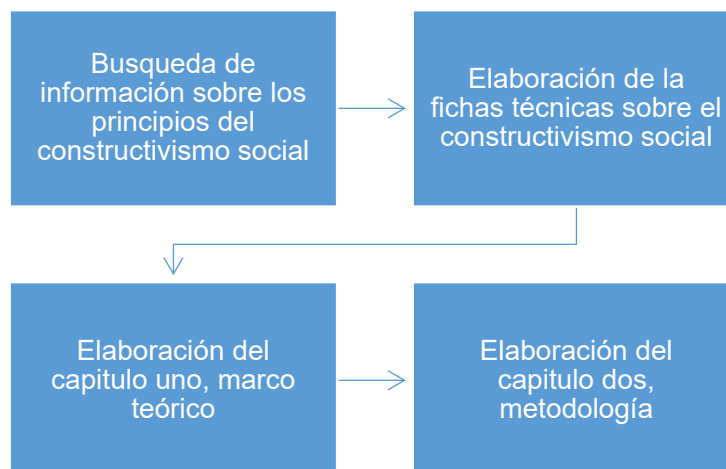 Busqueda de
información sobre los
principios del
constructivismo social
Elaboración de la
fichas técnicas sobre el
constructivismo social
Elaboración del
capitulo uno, marco
teórico
Elaboración del
capitulo dos,
metodología